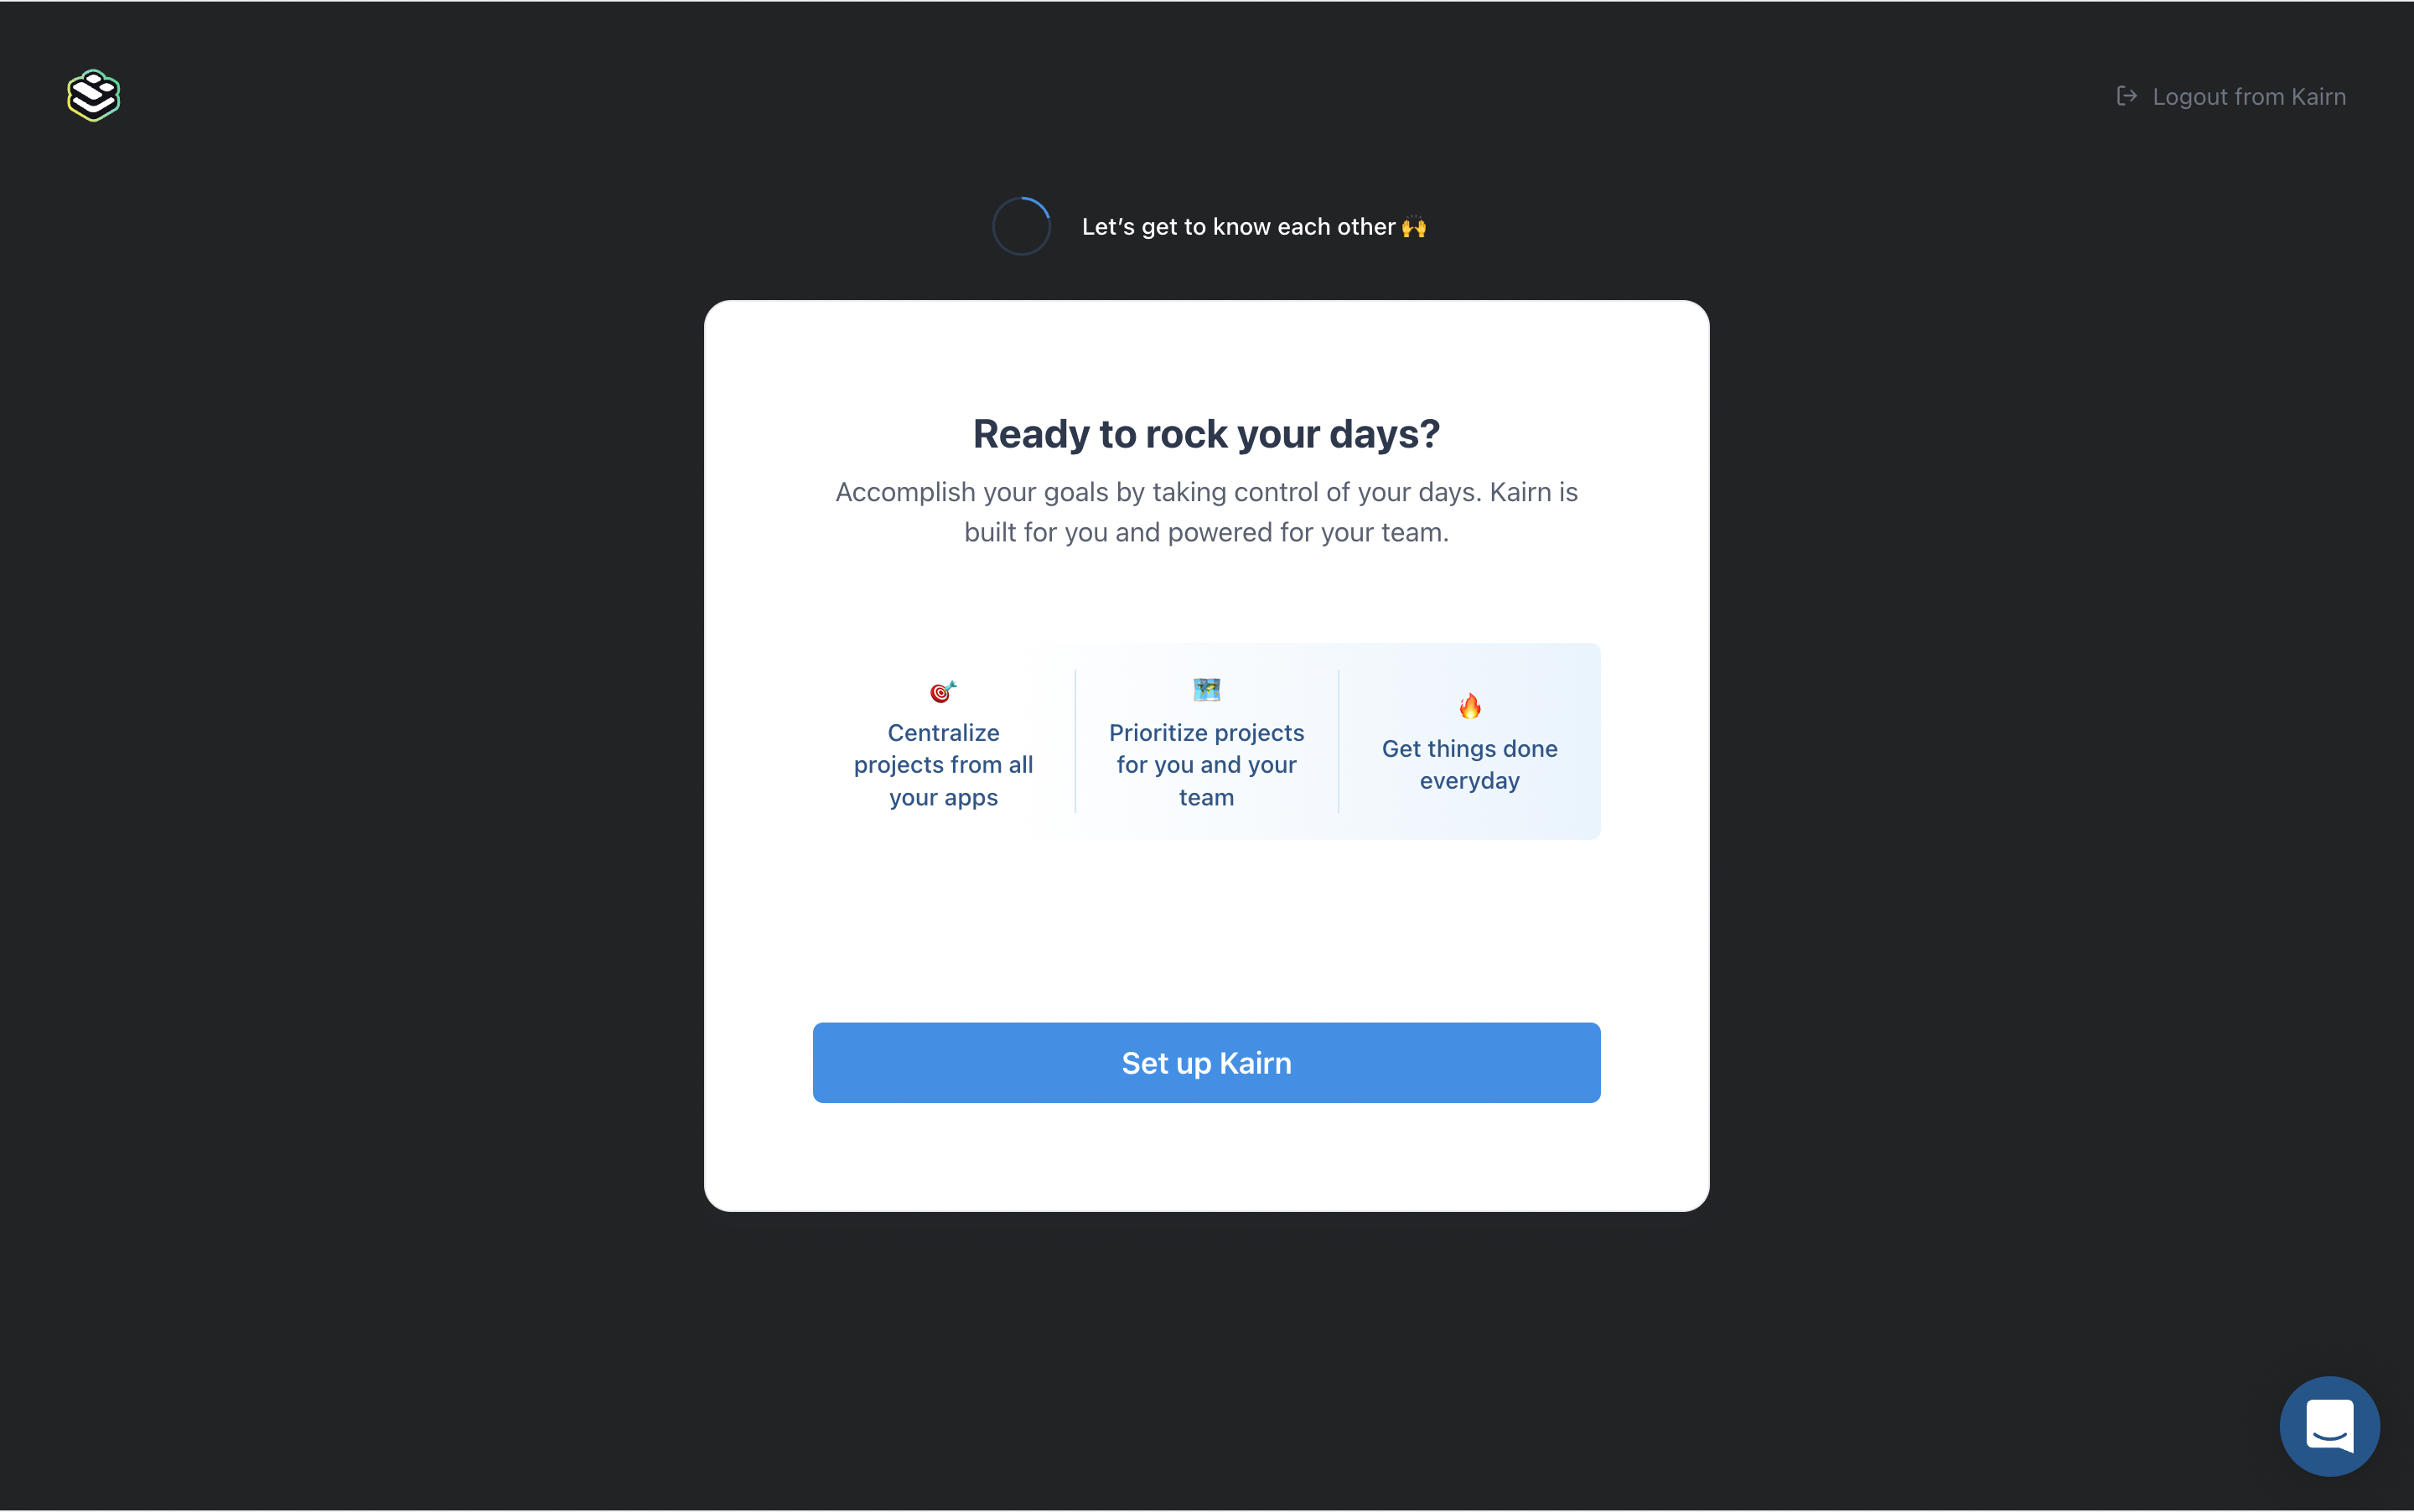 Logout from Kairn
Let’s get to know each other 🙌
Ready to rock your days?
Accomplish your goals by taking control of your days. Kairn is
built for you and powered for your team.
🎯
Centralize
projects from all
your apps
🗺️
Prioritize projects
for you and your
team
🔥
Get things done
everyday
Set up Kairn